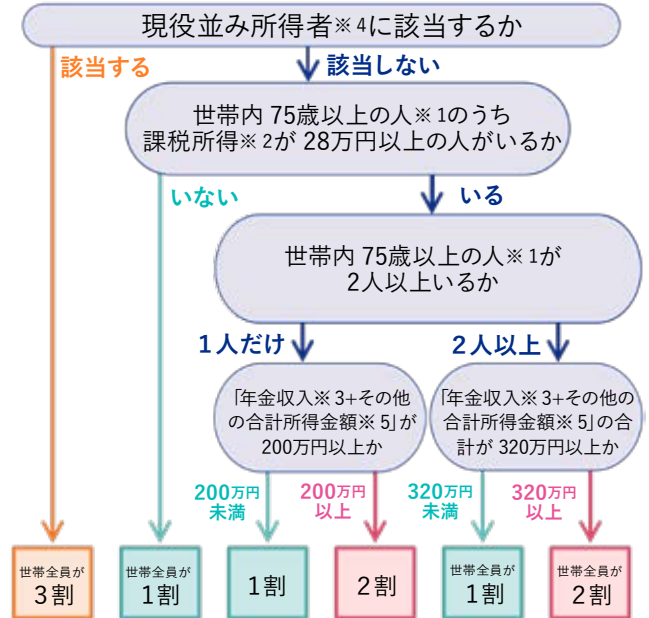 現役並み所得者※4に該当するか
該当する
該当しない
世帯内 75歳以上の人※1のうち
課税所得※2が 28万円以上の人がいるか
いない
いる
世帯内 75歳以上の人※1が
2人以上いるか
1人だけ
2人以上
「年金収入※3+その他
の合計所得金額※5」が
200万円以上か
「年金収入※3+その他の
合計所得金額※5」の合
計が 320万円以上か
200万円
未満
200万円
以上
320万円
未満
320万円
以上
世帯全員が
3割
世帯全員が
1割
1割
2割
世帯全員が
1割
世帯全員が
2割